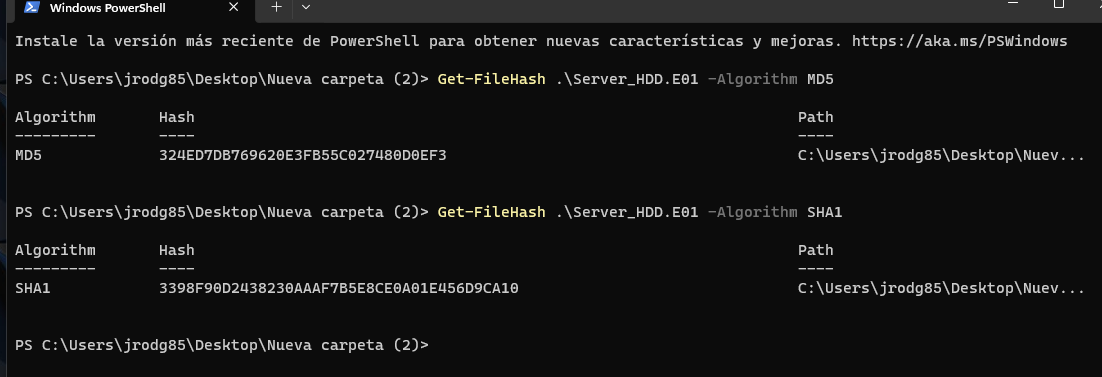 Windows PowerShell
Instale la versión más reciente de PowerShell para obtener nuevas características y mejoras. https://aka.ms/PSWindows
PS C:\Users\jrodg85\Desktop\Nueva carpeta (2)> Get-FileHash .\Server_HDD.E01 -Algorithm MD5
Algorithm Hash Path
--------- ---- ----
MD5 324ED7DB769620E3FB55C027480D0EF3 C:\Users\jrodg85\Desktop\Nuev...
PS C:\Users\jrodg85\Desktop\Nueva carpeta (2)> Get-FileHash .\Server_HDD.E01 -Algorithm SHA1
Algorithm Hash Path
--------- ---- ----
SHA1 3398F90D2438230AAAF7B5E8CE0A01E456D9CA10 C:\Users\jrodg85\Desktop\Nuev...
PS C:\Users\jrodg85\Desktop\Nueva carpeta (2)>